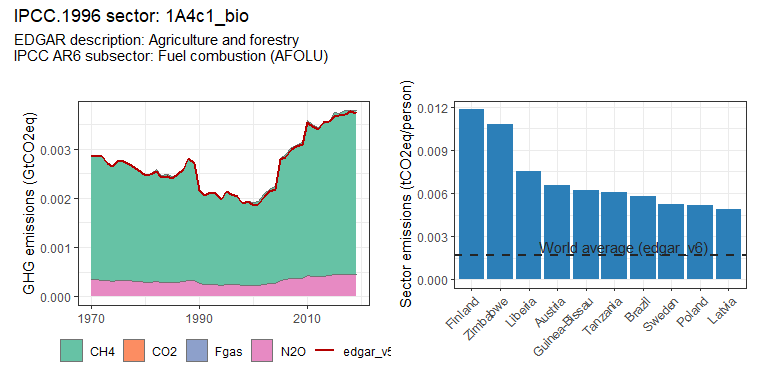 IPCC.1996 sector: 1A4c1_bio
EDGAR description: Agriculture and forestry
IPCC AR6 subsector: Fuel combustion (AFOLU)
GHG emissions (GtCO2eq)
0.003
0.002
0.001
0.000
1970
1990
2010
CH4
CO2
Fgas
N2O
edgar_v5
Sector emissions (tCO2eq/person)
0.012
0.009
0.006
0.003
0.000
World average (edgar_v6)
Finland
Zimbabwe
Liberia
Austria
Guinea-Bissau
Tanzania
Brazil
Sweden
Poland
Latvia